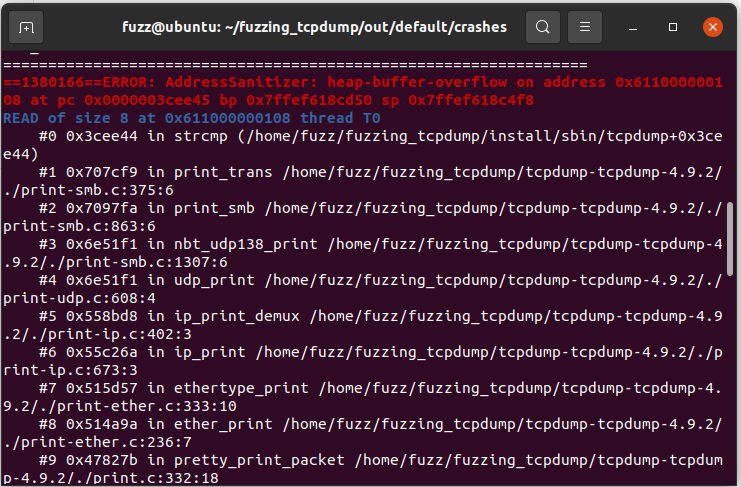 fuzz@ubuntu: ~/fuzzing_tcpdump/out/default/crashes
=================================================================
==1380166==ERROR: AddressSanitizer: heap-buffer-overflow on address 0x6110000001
08 at pc 0x0000003cee45 bp 0x7ffef618cd50 sp 0x7ffef618c4f8
READ of size 8 at 0x611000000108 thread T0
    #0 0x3cee44 in strcmp (/home/fuzz/fuzzing_tcpdump/install/sbin/tcpdump+0x3ce
e44)
    #1 0x707cf9 in print_trans /home/fuzz/fuzzing_tcpdump/tcpdump-tcpdump-4.9.2/
./print-smb.c:375:6
    #2 0x7097fa in print_smb /home/fuzz/fuzzing_tcpdump/tcpdump-tcpdump-4.9.2/./
print-smb.c:863:6
    #3 0x6e51f1 in nbt_udp138_print /home/fuzz/fuzzing_tcpdump/tcpdump-tcpdump-4
.9.2/./print-smb.c:1307:6
    #4 0x6e51f1 in udp_print /home/fuzz/fuzzing_tcpdump/tcpdump-tcpdump-4.9.2/./
print-udp.c:608:4
    #5 0x558bd8 in ip_print_demux /home/fuzz/fuzzing_tcpdump/tcpdump-tcpdump-4.9
.2/./print-ip.c:402:3
    #6 0x55c26a in ip_print /home/fuzz/fuzzing_tcpdump/tcpdump-tcpdump-4.9.2/./p
rint-ip.c:673:3
    #7 0x515d57 in ethertype_print /home/fuzz/fuzzing_tcpdump/tcpdump-tcpdump-4.
9.2/./print-ether.c:333:10
    #8 0x514a9a in ether_print /home/fuzz/fuzzing_tcpdump/tcpdump-tcpdump-4.9.2/
./print-ether.c:236:7
    #9 0x47827b in pretty_print_packet /home/fuzz/fuzzing_tcpdump/tcpdump-tcpdum
p-4.9.2/./print.c:332:18